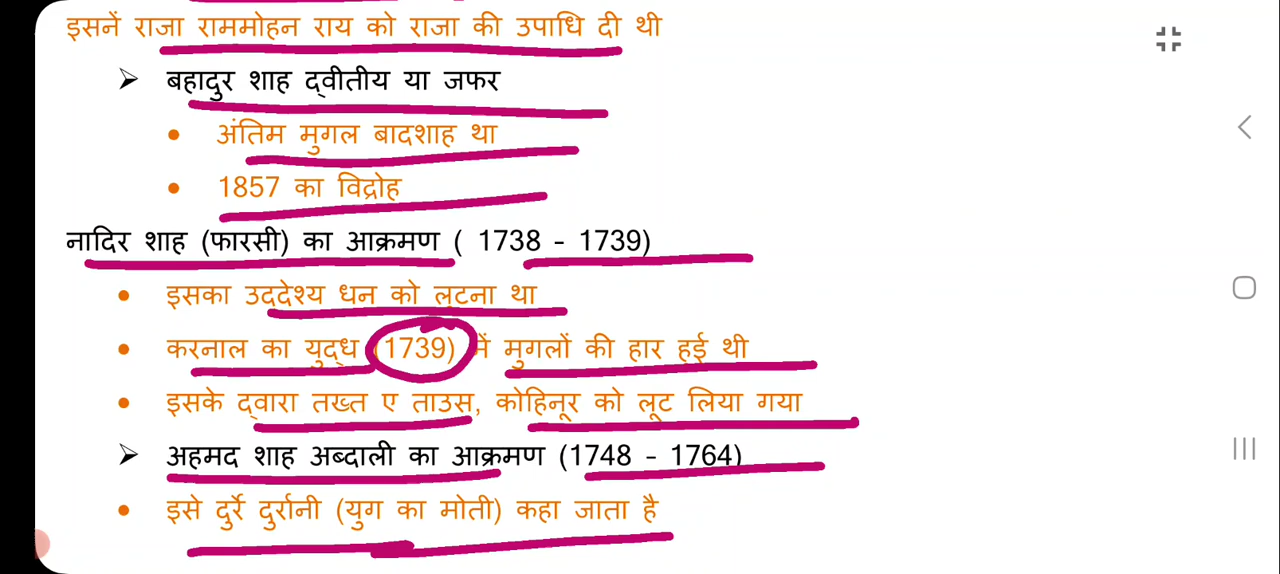 इसनें राजा राममोहन राय को राजा की उपाधि दी थी
➢ बहादुर शाह द्वीतीय या जफर
• अंतिम मुगल बादशाह था
• 1857 का विद्रोह
नादिर शाह (फारसी) का आक्रमण ( 1738 - 1739)
• इसका उददेश्य धन को लूटना था
• करनाल का युद्ध (1739) में मुगलों की हार हुई थी
• इसके द्वारा तख्त ए ताउस, कोहिनूर को लूट लिया गया
➢ अहमद शाह अब्दाली का आक्रमण (1748 - 1764)
• इसे दुर्रे दुर्रानी (युग का मोती) कहा जाता है